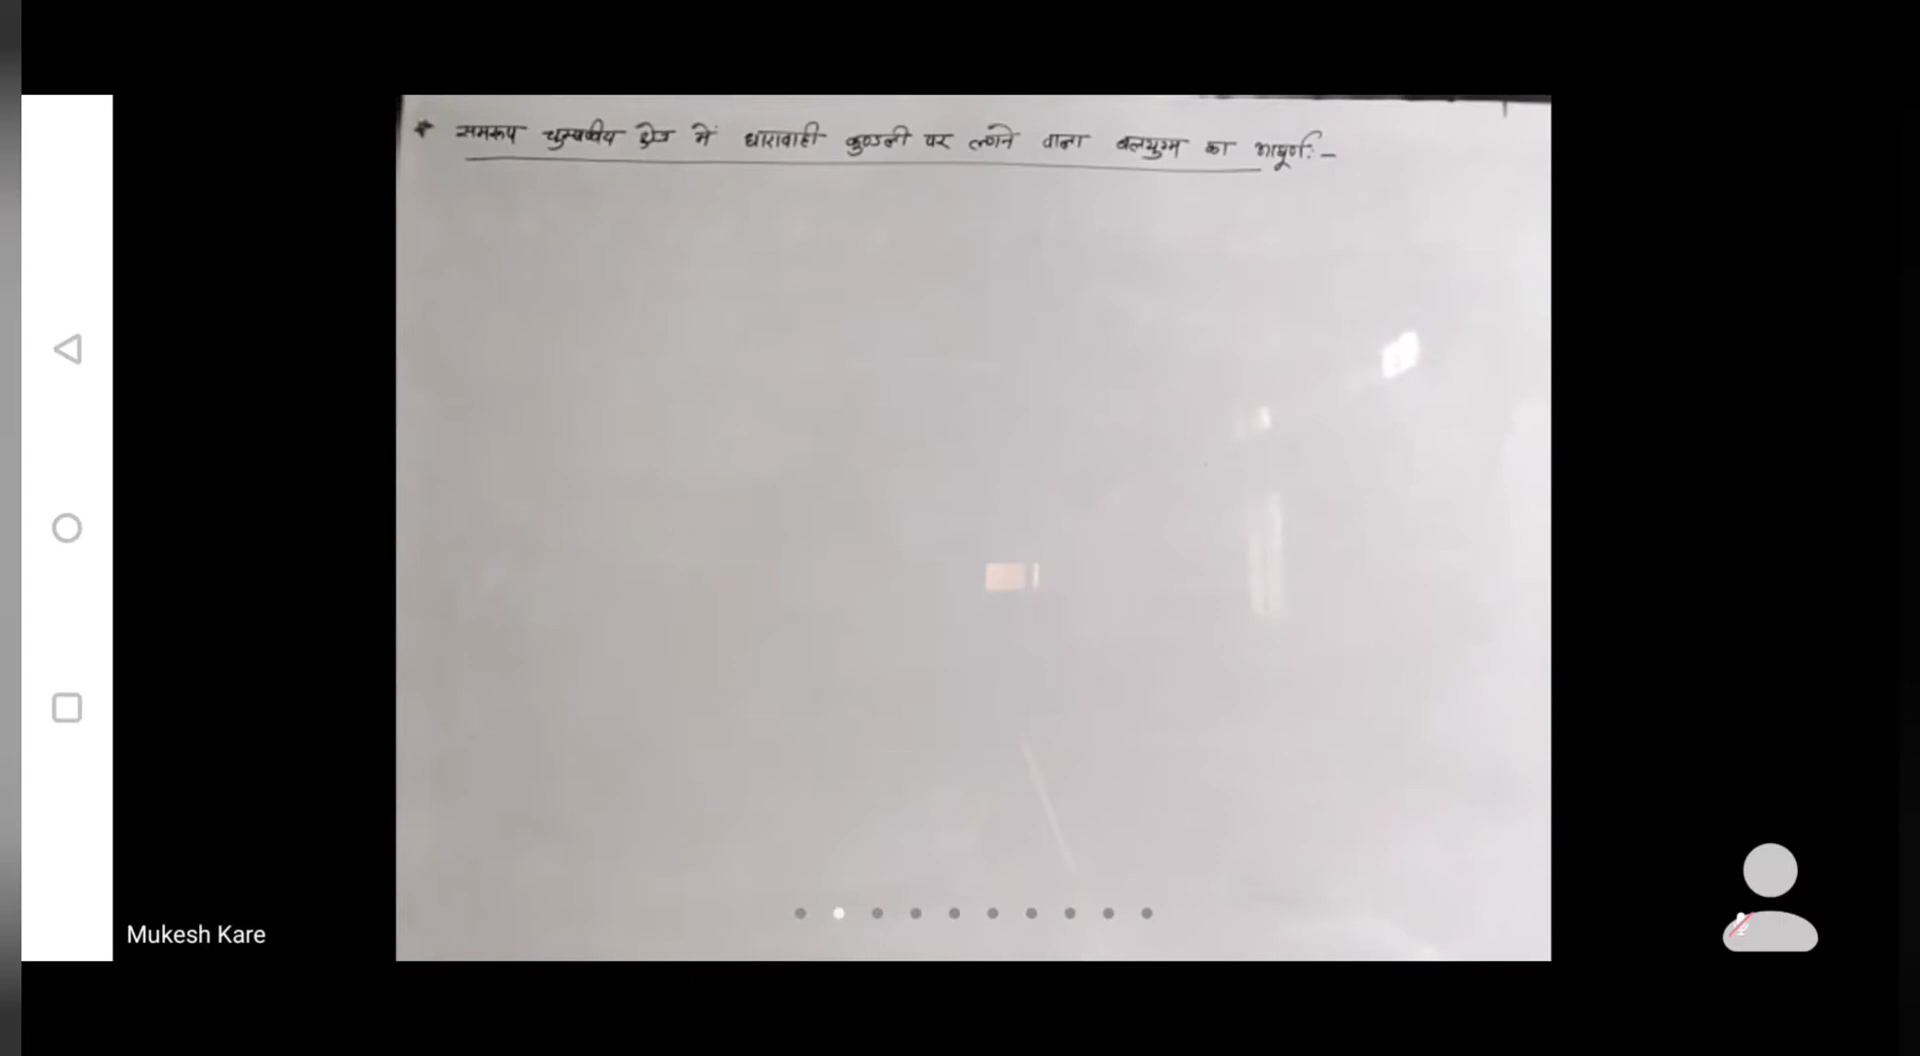 * समरूप चुम्बकीय क्षेत्र में धारावाही कुण्डली पर लगने वाला बलयुग्म का आघूर्ण :-
Mukesh Kare